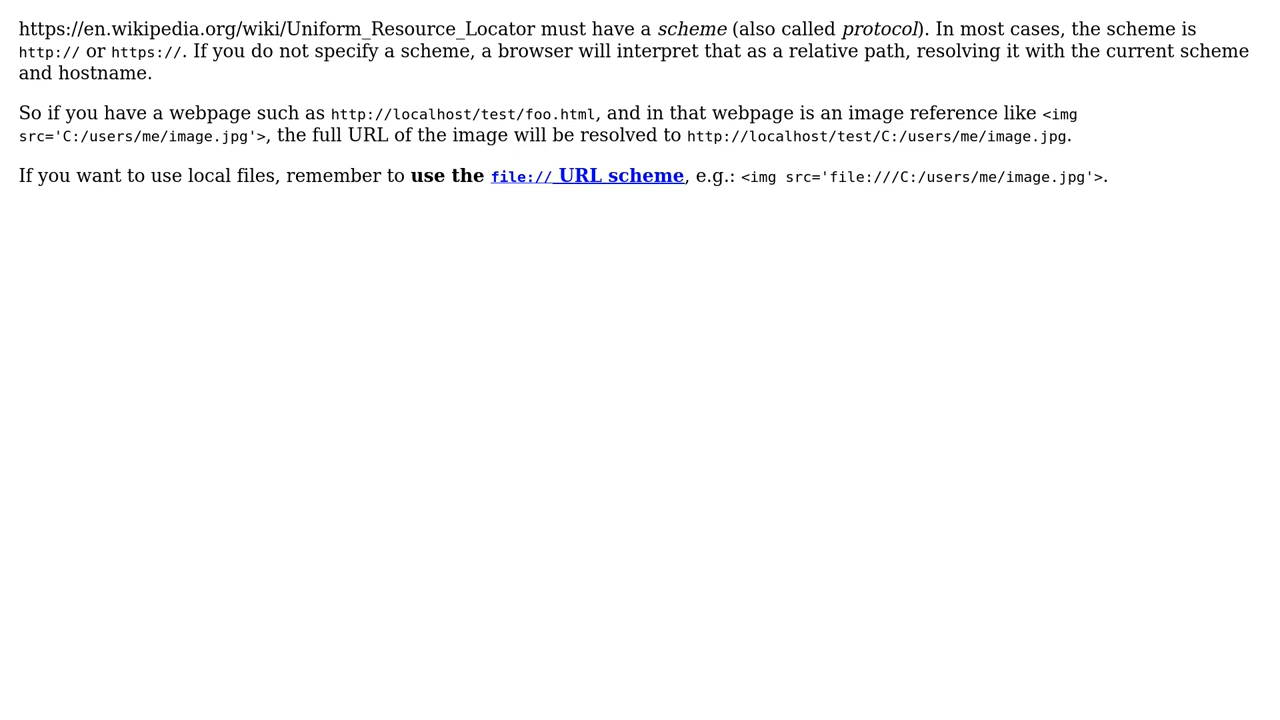 https://en.wikipedia.org/wiki/Uniform_Resource_Locator must have a scheme (also called protocol). In most cases, the scheme is
http:// or https://. If you do not specify a scheme, a browser will interpret that as a relative path, resolving it with the current scheme
and hostname.
So if you have a webpage such as http://localhost/test/foo.html, and in that webpage is an image reference like <img
src='C:/users/me/image.jpg'>, the full URL of the image will be resolved to http://localhost/test/C:/users/me/image.jpg.
If you want to use local files, remember to use the file:// URL scheme, e.g.: <img src='file:///C:/users/me/image.jpg'>.